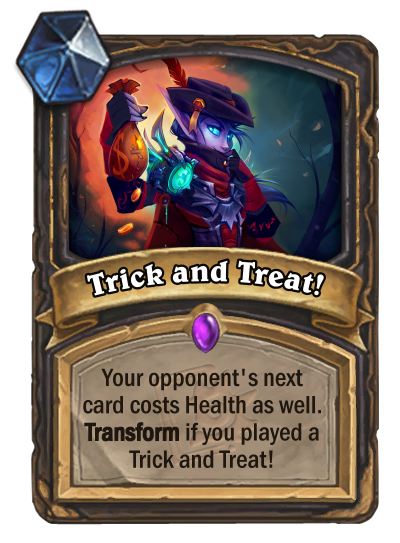 Trick and Treat!
Your opponent's next
card costs Health as well.
Transform if you played a
Trick and Treat!